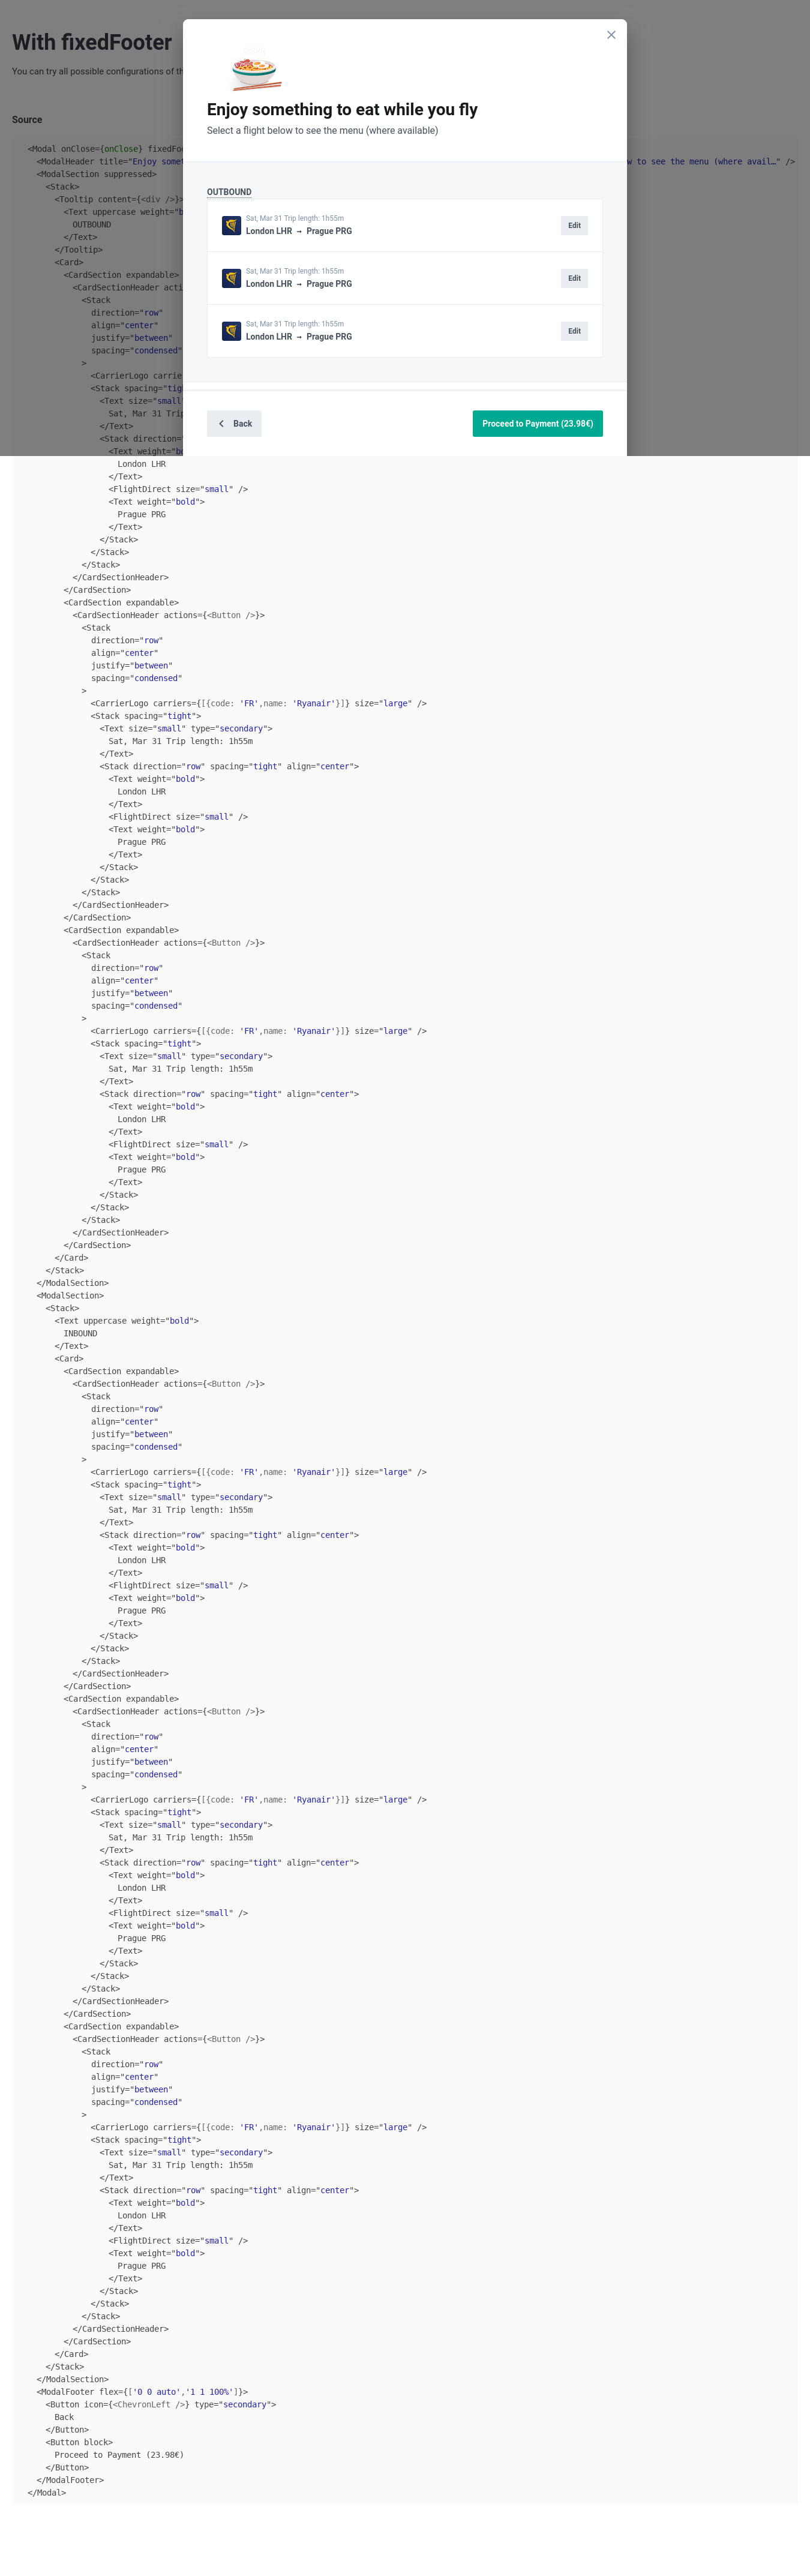 With fixedFooter
You can try all possible configurations of th
Source
<Modal onClose={onClose} fixedFoo
<ModalHeader title="Enjoy somet
w to see the menu (where avail…" />
<ModalSection suppressed>
<Stack>
<Tooltip content={<div />}>
<Text uppercase weight="b
OUTBOUND
</Text>
</Tooltip>
<Card>
<CardSection expandable>
<CardSectionHeader acti
<Stack
direction="row"
align="center"
justify="between"
spacing="condensed"
>
<CarrierLogo carrie
<Stack spacing="tig
<Text size="small"
Sat, Mar 31 Trip
</Text>
<Stack direction="
<Text weight="bol
Enjoy something to eat while you fly
Select a flight below to see the menu (where available)
OUTBOUND
Sat, Mar 31 Trip length: 1h55m
London LHR → Prague PRG
Edit
Sat, Mar 31 Trip length: 1h55m
London LHR → Prague PRG
Edit
Sat, Mar 31 Trip length: 1h55m
London LHR → Prague PRG
Edit
Back
Proceed to Payment (23.98€)
London LHR
</Text>
<FlightDirect size="small" />
<Text weight="bold">
Prague PRG
</Text>
</Stack>
</Stack>
</Stack>
</CardSectionHeader>
</CardSection>
<CardSection expandable>
<CardSectionHeader actions={<Button />}>
<Stack
direction="row"
align="center"
justify="between"
spacing="condensed"
>
<CarrierLogo carriers={[{code: 'FR',name: 'Ryanair'}]} size="large" />
<Stack spacing="tight">
<Text size="small" type="secondary">
Sat, Mar 31 Trip length: 1h55m
</Text>
<Stack direction="row" spacing="tight" align="center">
<Text weight="bold">
London LHR
</Text>
<FlightDirect size="small" />
<Text weight="bold">
Prague PRG
</Text>
</Stack>
</Stack>
</Stack>
</CardSectionHeader>
</CardSection>
<CardSection expandable>
<CardSectionHeader actions={<Button />}>
<Stack
direction="row"
align="center"
justify="between"
spacing="condensed"
>
<CarrierLogo carriers={[{code: 'FR',name: 'Ryanair'}]} size="large" />
<Stack spacing="tight">
<Text size="small" type="secondary">
Sat, Mar 31 Trip length: 1h55m
</Text>
<Stack direction="row" spacing="tight" align="center">
<Text weight="bold">
London LHR
</Text>
<FlightDirect size="small" />
<Text weight="bold">
Prague PRG
</Text>
</Stack>
</Stack>
</Stack>
</CardSectionHeader>
</CardSection>
</Card>
</Stack>
</ModalSection>
<ModalSection>
<Stack>
<Text uppercase weight="bold">
INBOUND
</Text>
<Card>
<CardSection expandable>
<CardSectionHeader actions={<Button />}>
<Stack
direction="row"
align="center"
justify="between"
spacing="condensed"
>
<CarrierLogo carriers={[{code: 'FR',name: 'Ryanair'}]} size="large" />
<Stack spacing="tight">
<Text size="small" type="secondary">
Sat, Mar 31 Trip length: 1h55m
</Text>
<Stack direction="row" spacing="tight" align="center">
<Text weight="bold">
London LHR
</Text>
<FlightDirect size="small" />
<Text weight="bold">
Prague PRG
</Text>
</Stack>
</Stack>
</Stack>
</CardSectionHeader>
</CardSection>
<CardSection expandable>
<CardSectionHeader actions={<Button />}>
<Stack
direction="row"
align="center"
justify="between"
spacing="condensed"
>
<CarrierLogo carriers={[{code: 'FR',name: 'Ryanair'}]} size="large" />
<Stack spacing="tight">
<Text size="small" type="secondary">
Sat, Mar 31 Trip length: 1h55m
</Text>
<Stack direction="row" spacing="tight" align="center">
<Text weight="bold">
London LHR
</Text>
<FlightDirect size="small" />
<Text weight="bold">
Prague PRG
</Text>
</Stack>
</Stack>
</Stack>
</CardSectionHeader>
</CardSection>
<CardSection expandable>
<CardSectionHeader actions={<Button />}>
<Stack
direction="row"
align="center"
justify="between"
spacing="condensed"
>
<CarrierLogo carriers={[{code: 'FR',name: 'Ryanair'}]} size="large" />
<Stack spacing="tight">
<Text size="small" type="secondary">
Sat, Mar 31 Trip length: 1h55m
</Text>
<Stack direction="row" spacing="tight" align="center">
<Text weight="bold">
London LHR
</Text>
<FlightDirect size="small" />
<Text weight="bold">
Prague PRG
</Text>
</Stack>
</Stack>
</Stack>
</CardSectionHeader>
</CardSection>
</Card>
</Stack>
</ModalSection>
<ModalFooter flex={['0 0 auto','1 1 100%']}>
<Button icon={<ChevronLeft />} type="secondary">
Back
</Button>
<Button block>
Proceed to Payment (23.98€)
</Button>
</ModalFooter>
</Modal>